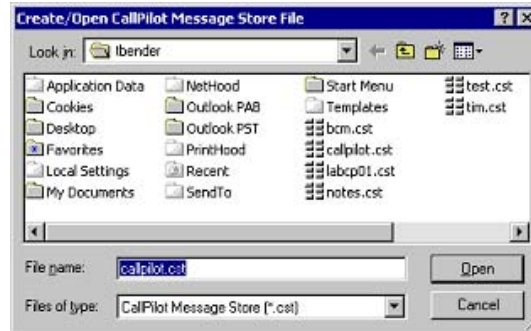 Create/Open CallPilot Message Store File
Look in: tbender
Application Data
Cookies
Desktop
Favorites
Local Settings
My Documents
NetHood
Outlook PAB
Outlook PST
PrintHood
Recent
SendTo
Start Menu
Templates
bcm.cst
callpilot.cst
labcp01.cst
notes.cst
test.cst
tim.cst
File name: callpilot.cst Open
Files of type: CallPilot Message Store (*.cst) Cancel